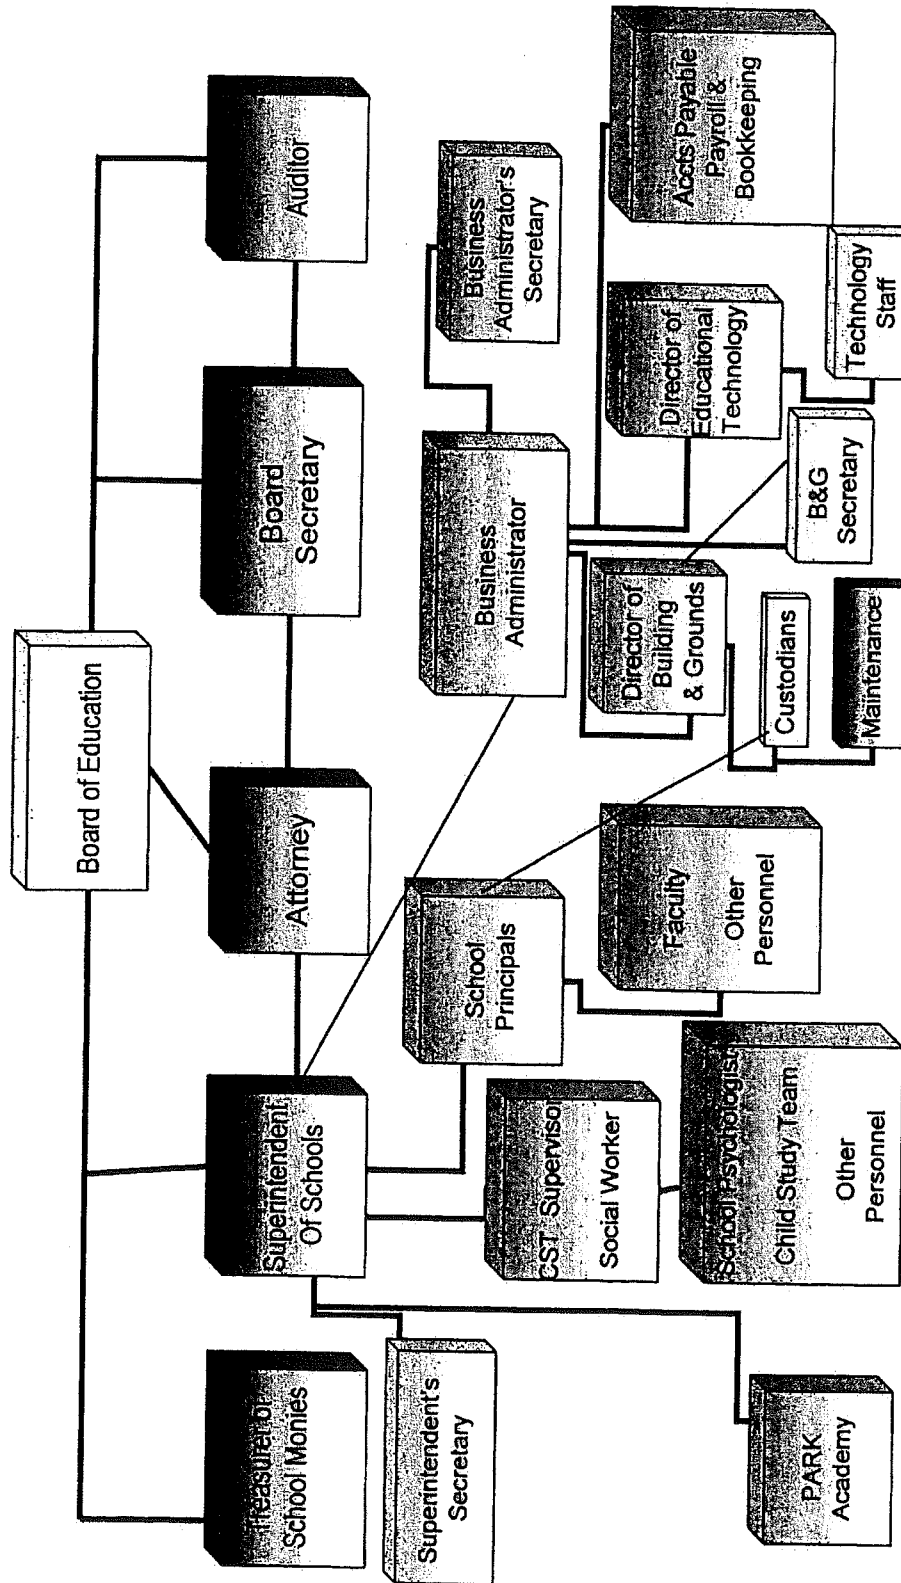 Board of Education
Treasurer of
School Monies
Superintendent
Of Schools
Attorney
Board
Secretary
Auditor
Superintendent's
Secretary
School
Principals
Business
Administrator
Business
Administrator's
Secretary
CST Supervisor
Social Worker
Faculty
Other
Personnel
Director of
Building
& Grounds
Director of
Educational
Technology
Accts Payable
Payroll &
Bookkeeping
School Psychologist
Child Study Team
Other
Personnel
PARK
Academy
Custodians
B&G
Secretary
Technology
Staff
Maintenance